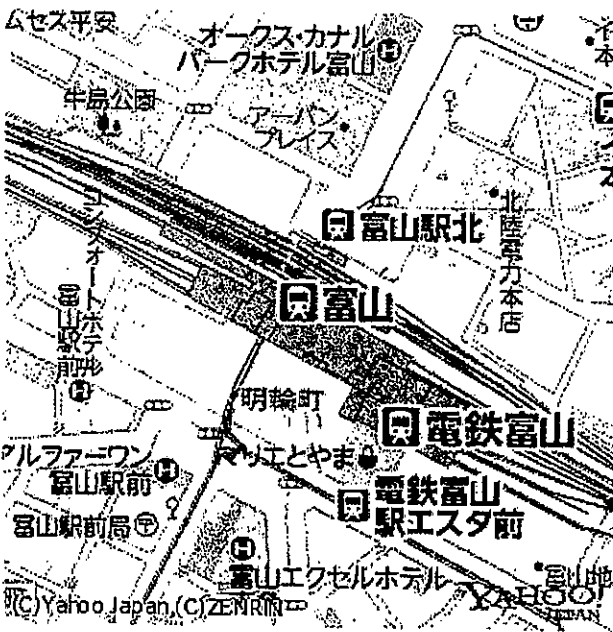 ムセス平安
オークス・カナル
パークホテル富山
牛島公園
アーバン
プレイス
富山駅北
北陸電力本店
コンフォートホテル
富山駅前
富山
明輪町
電鉄富山
アルファーワン
富山駅前
マリエとやま
電鉄富山
駅エスタ前
富山駅前局
富山エクセルホテル
富山地
(C)Yahoo Japan,(C)ZENRIN
YAHOO!
JAPAN